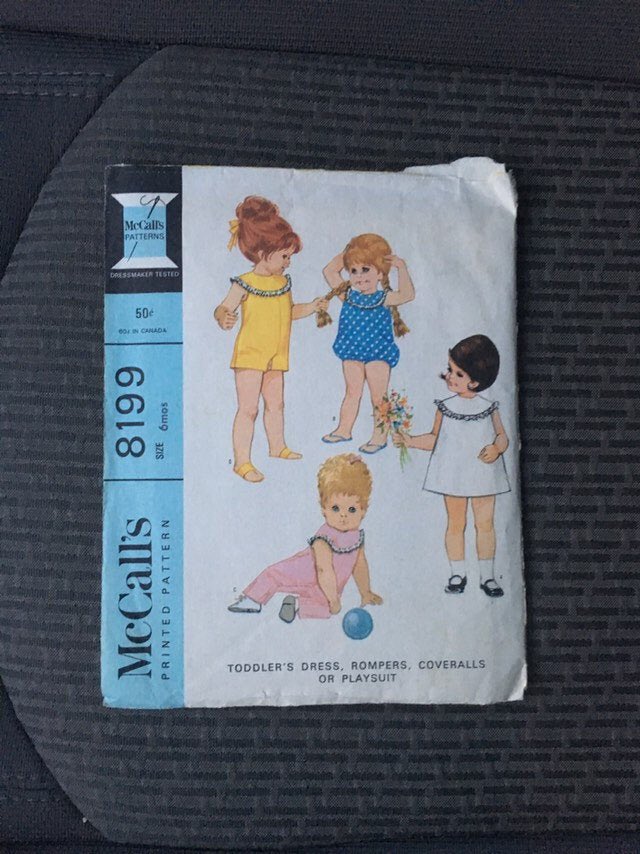 McCall's
PATTERNS
DRESSMAKER TESTED
50¢
60¢ IN CANADA
8199
SIZE 6mos
McCall's
PRINTED PATTERN
B
C
A
TODDLER'S DRESS, ROMPERS, COVERALLS
OR PLAYSUIT